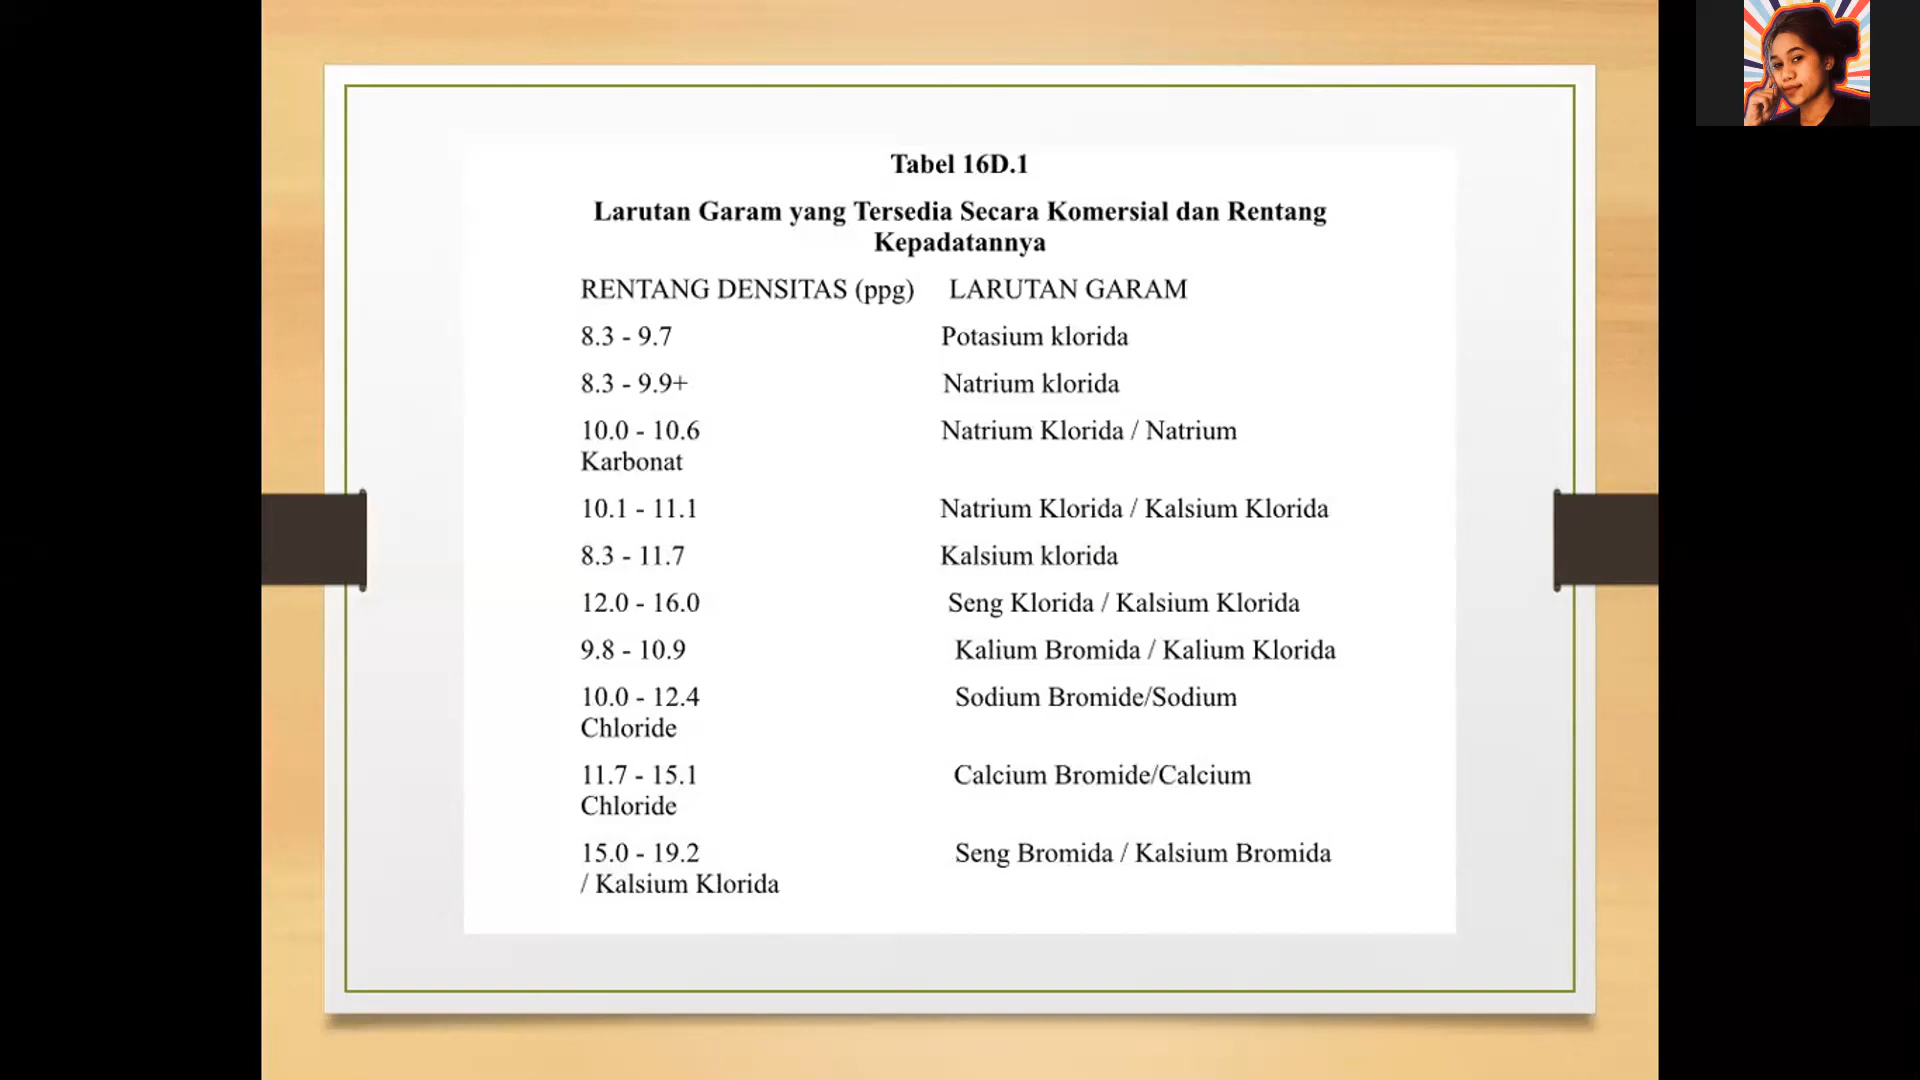 Tabel 16D.1
Larutan Garam yang Tersedia Secara Komersial dan Rentang
Kepadatannya
RENTANG DENSITAS (ppg) LARUTAN GARAM
8.3 - 9.7 Potasium klorida
8.3 - 9.9+ Natrium klorida
10.0 - 10.6 Natrium Klorida / Natrium
Karbonat
10.1 - 11.1 Natrium Klorida / Kalsium Klorida
8.3 - 11.7 Kalsium klorida
12.0 - 16.0 Seng Klorida / Kalsium Klorida
9.8 - 10.9 Kalium Bromida / Kalium Klorida
10.0 - 12.4 Sodium Bromide/Sodium
Chloride
11.7 - 15.1 Calcium Bromide/Calcium
Chloride
15.0 - 19.2 Seng Bromida / Kalsium Bromida
/ Kalsium Klorida